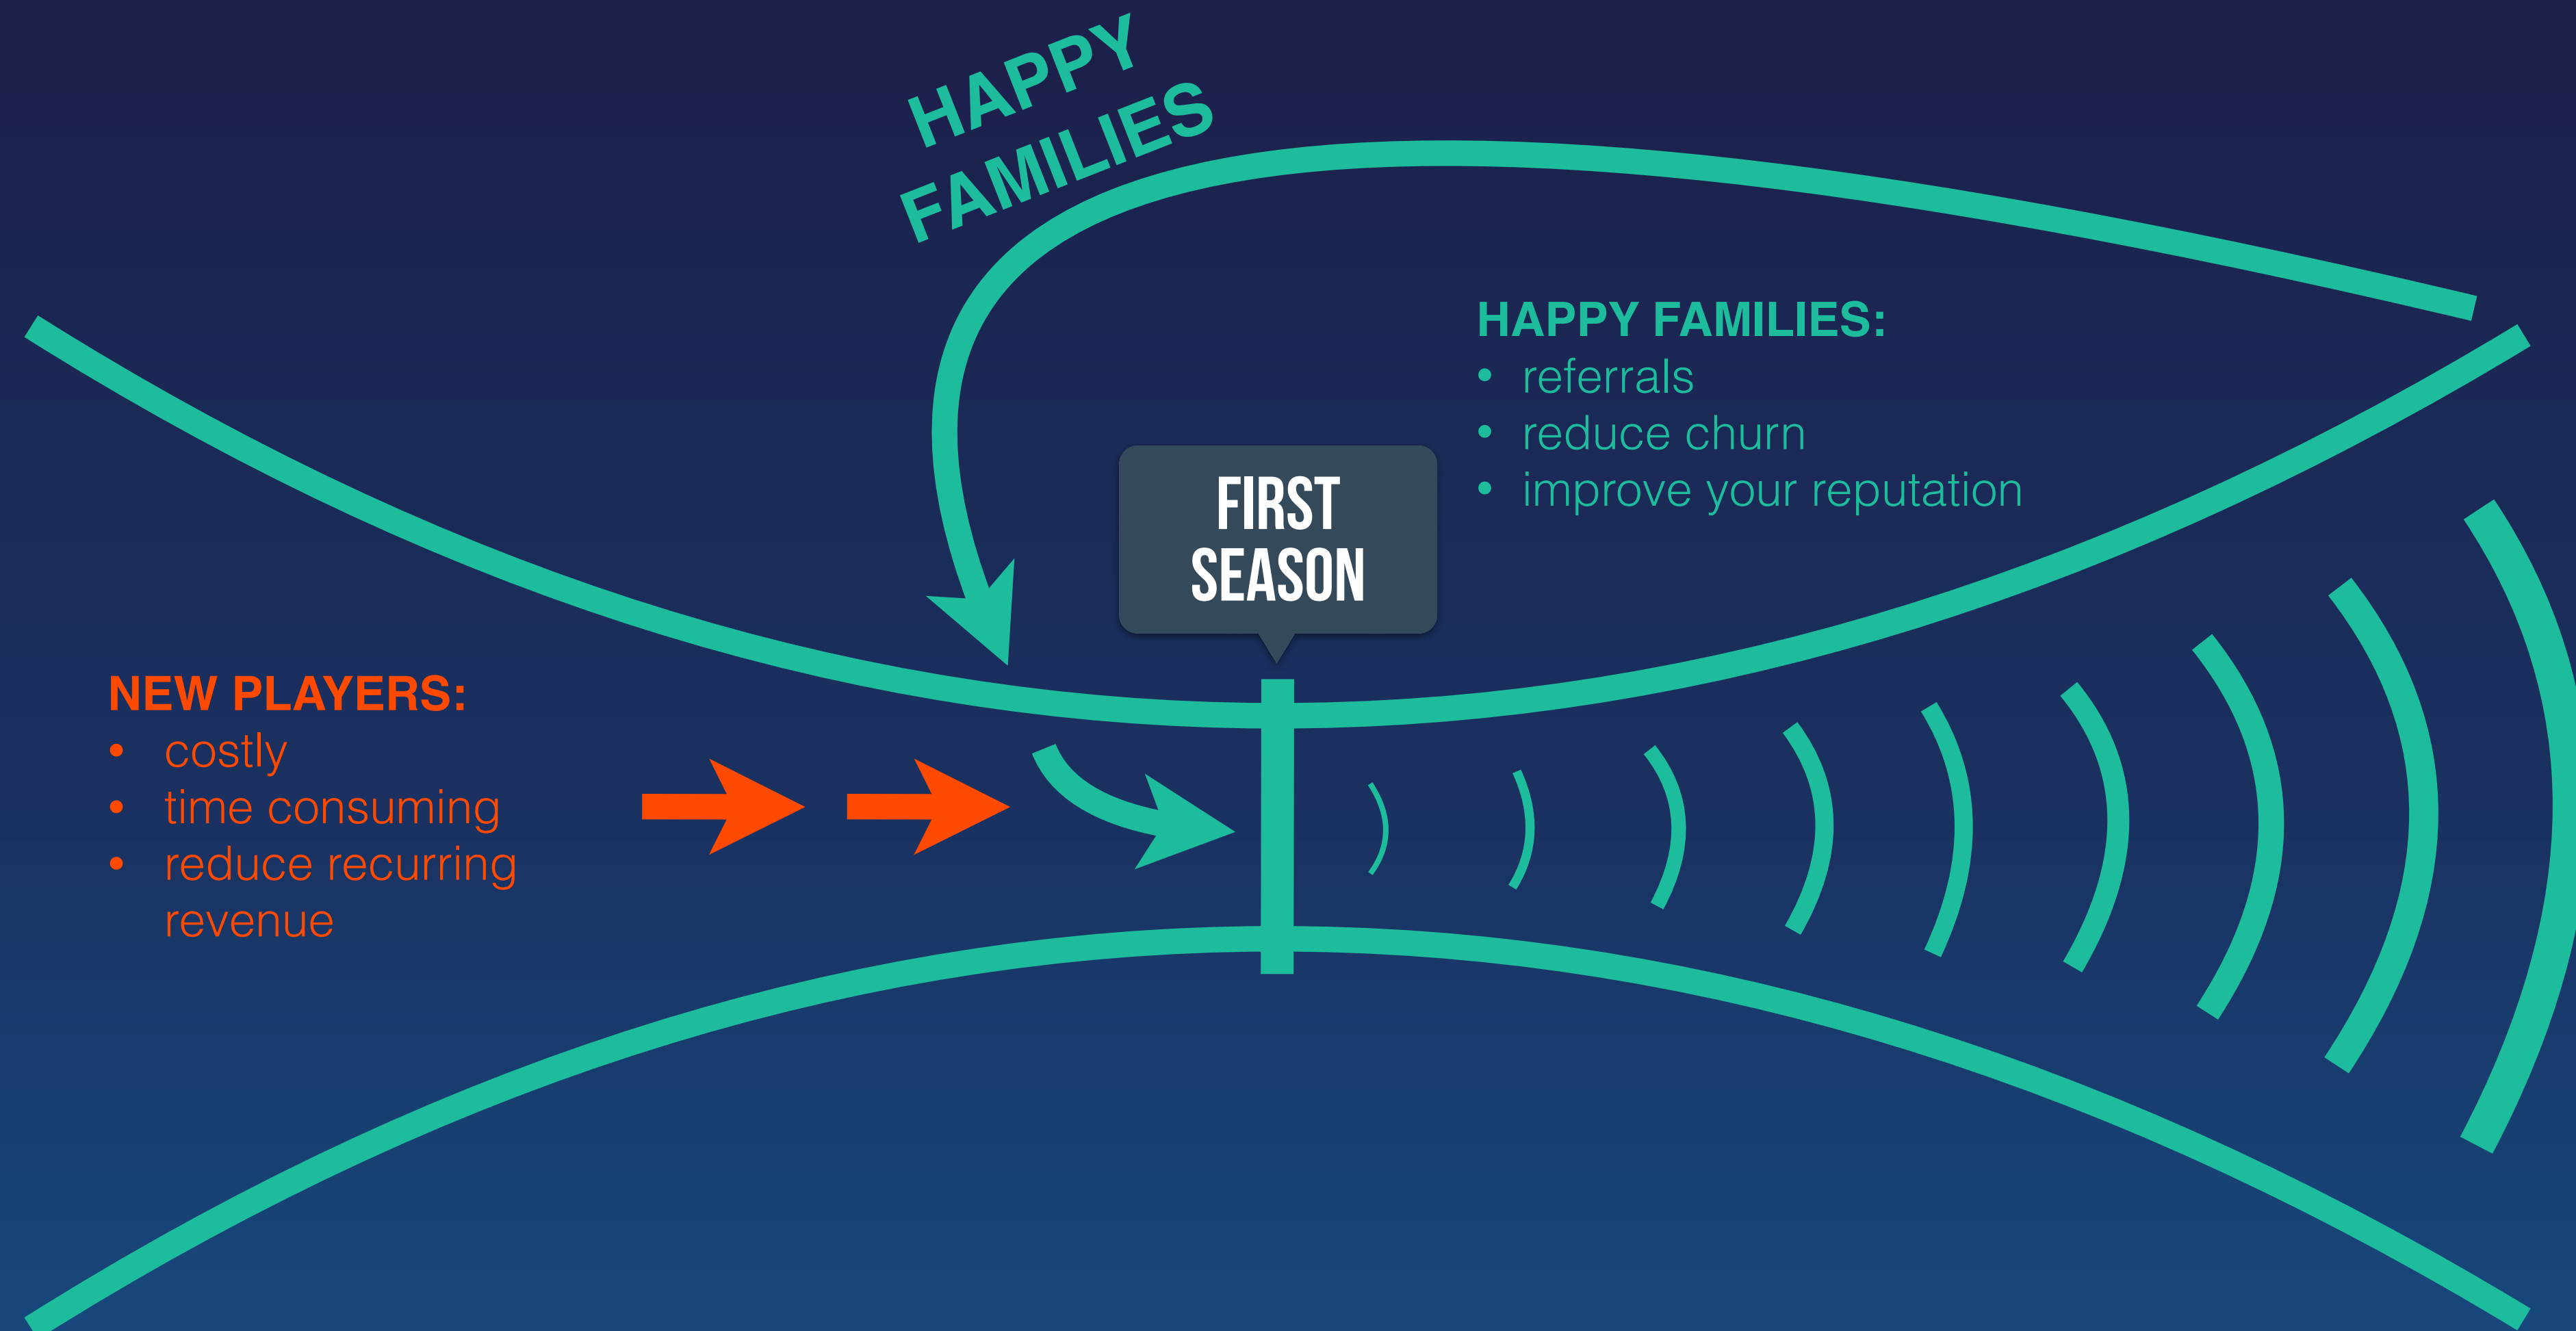 HAPPY
FAMILIES
HAPPY FAMILIES:
• referrals
• reduce churn
• improve your reputation
FIRST
SEASON
NEW PLAYERS:
• costly
• time consuming
• reduce recurring
revenue